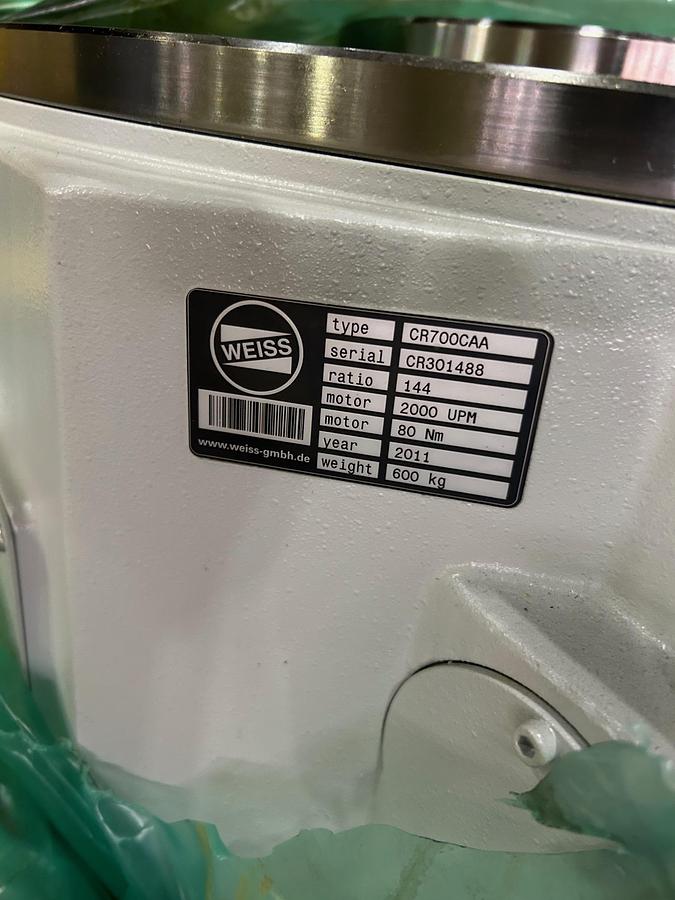 WEISS
www.weiss-gmbh.de
type CR700CAA
serial CR301488
ratio 144
motor 2000 UPM
motor 80 Nm
year 2011
weight 600 kg